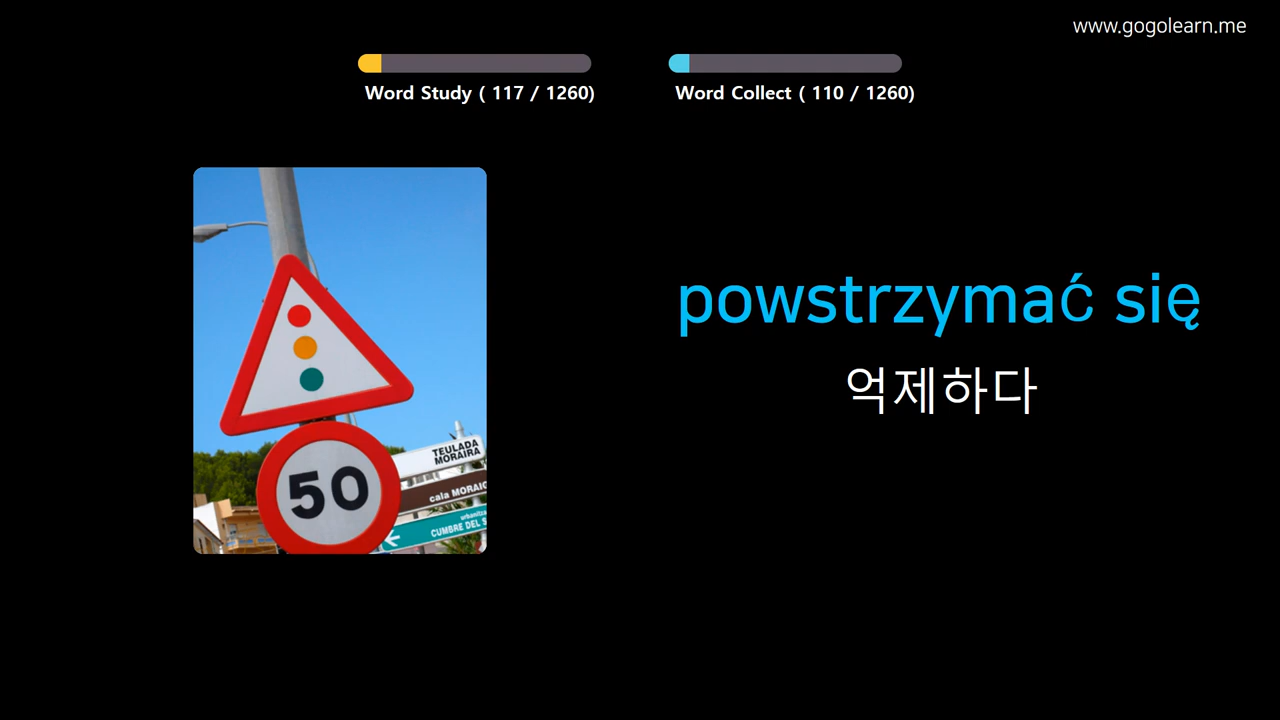 www.gogolearn.me
Word Study ( 117 / 1260)
Word Collect ( 110 / 1260)
powstrzymać się
억제하다
50
TEULADA
MORAIRA
cala MORAIG
urbanitza
CUMBRE DEL S